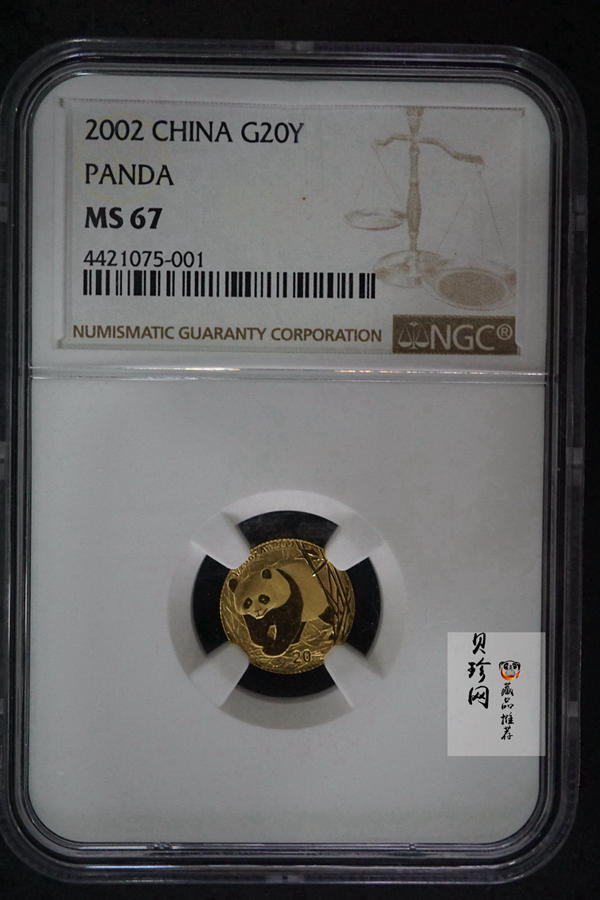 2002 CHINA G20Y
PANDA
MS 67
4421075-001
NUMISMATIC GUARANTY CORPORATION
NGC®
20
贝珍网
藏品推荐